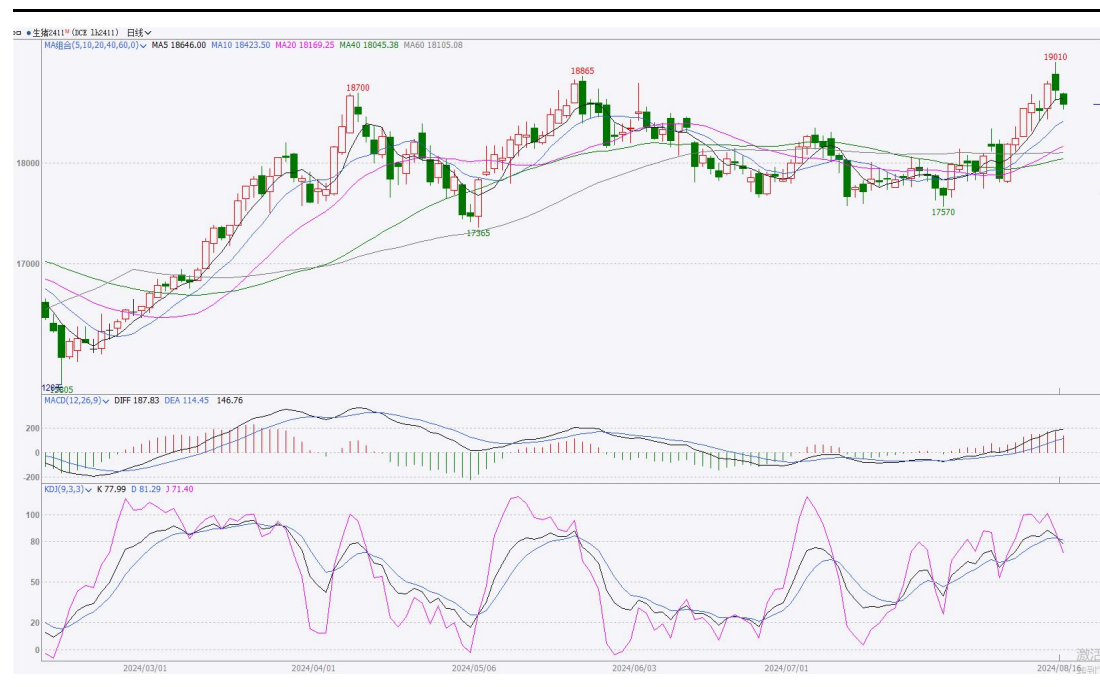 生猪2411M (DCE lh2411) 日线
MA组合(5,10,20,40,60,0) MA5 18646.00 MA10 18423.50 MA20 18169.25 MA40 18045.38 MA60 18105.08
19010
18865
18700
18000
17570
17365
17000
MACD(12,26,9) DIFF 187.83 DEA 114.45 146.76
200
0
-200
KDJ(9,3,3) K 77.99 D 81.29 J 71.40
100
80
50
20
0
2024/03/01 2024/04/01 2024/05/06 2024/06/03 2024/07/01 2024/08/16
激活